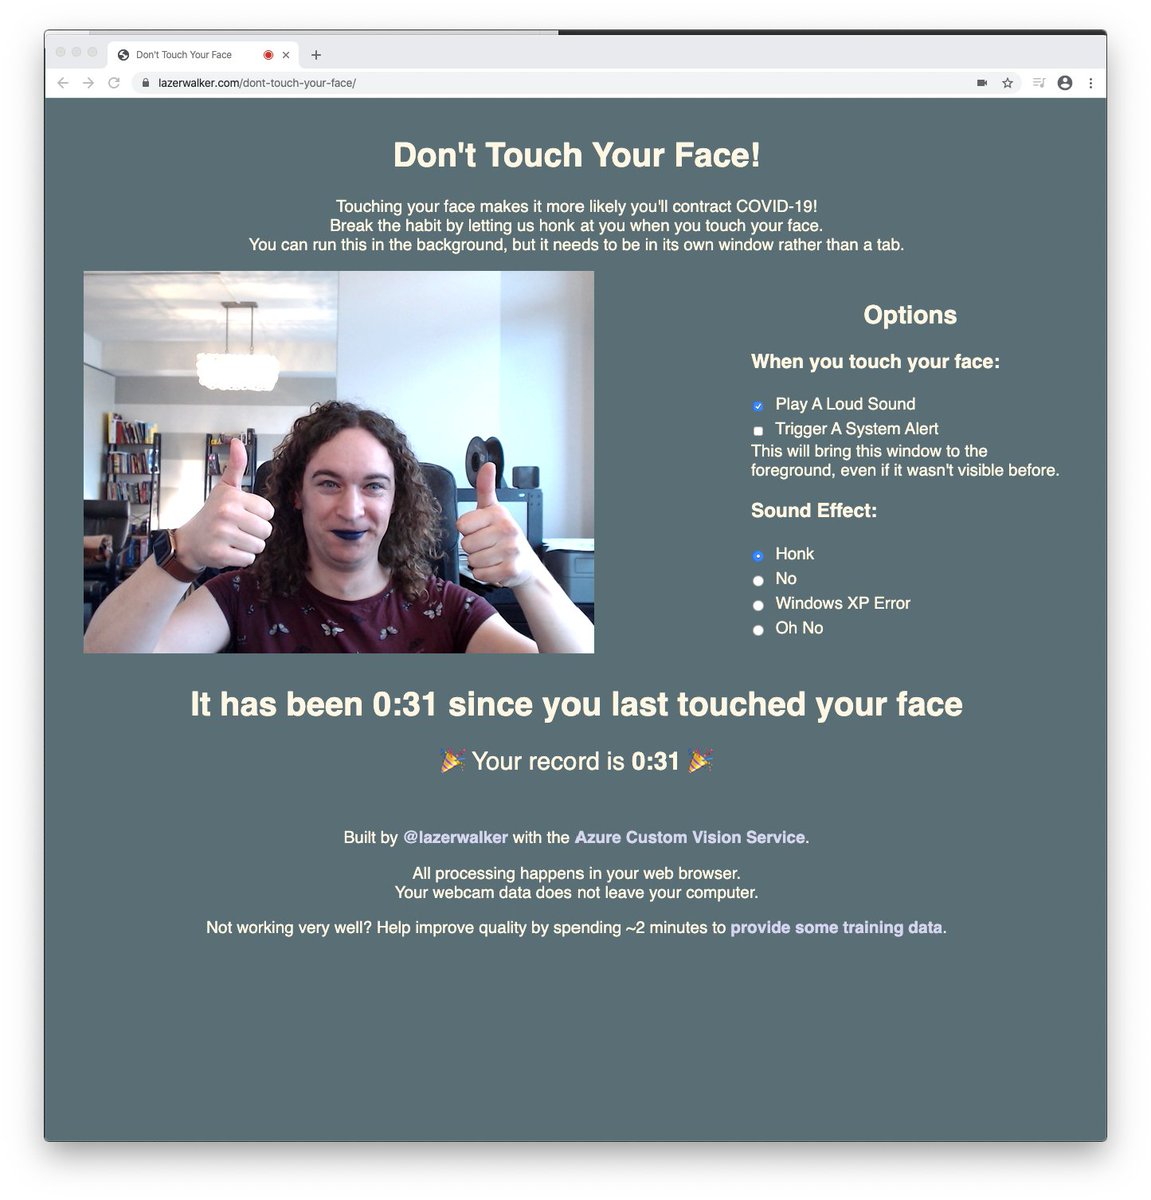 Don't Touch Your Face
lazerwalker.com/dont-touch-your-face/
Don't Touch Your Face!
Touching your face makes it more likely you'll contract COVID-19!
Break the habit by letting us honk at you when you touch your face.
You can run this in the background, but it needs to be in its own window rather than a tab.
Options
When you touch your face:
Play A Loud Sound
Trigger A System Alert
This will bring this window to the
foreground, even if it wasn't visible before.
Sound Effect:
Honk
No
Windows XP Error
Oh No
It has been 0:31 since you last touched your face
🎉 Your record is 0:31 🎉
Built by @lazerwalker with the Azure Custom Vision Service.
All processing happens in your web browser.
Your webcam data does not leave your computer.
Not working very well? Help improve quality by spending ~2 minutes to provide some training data.